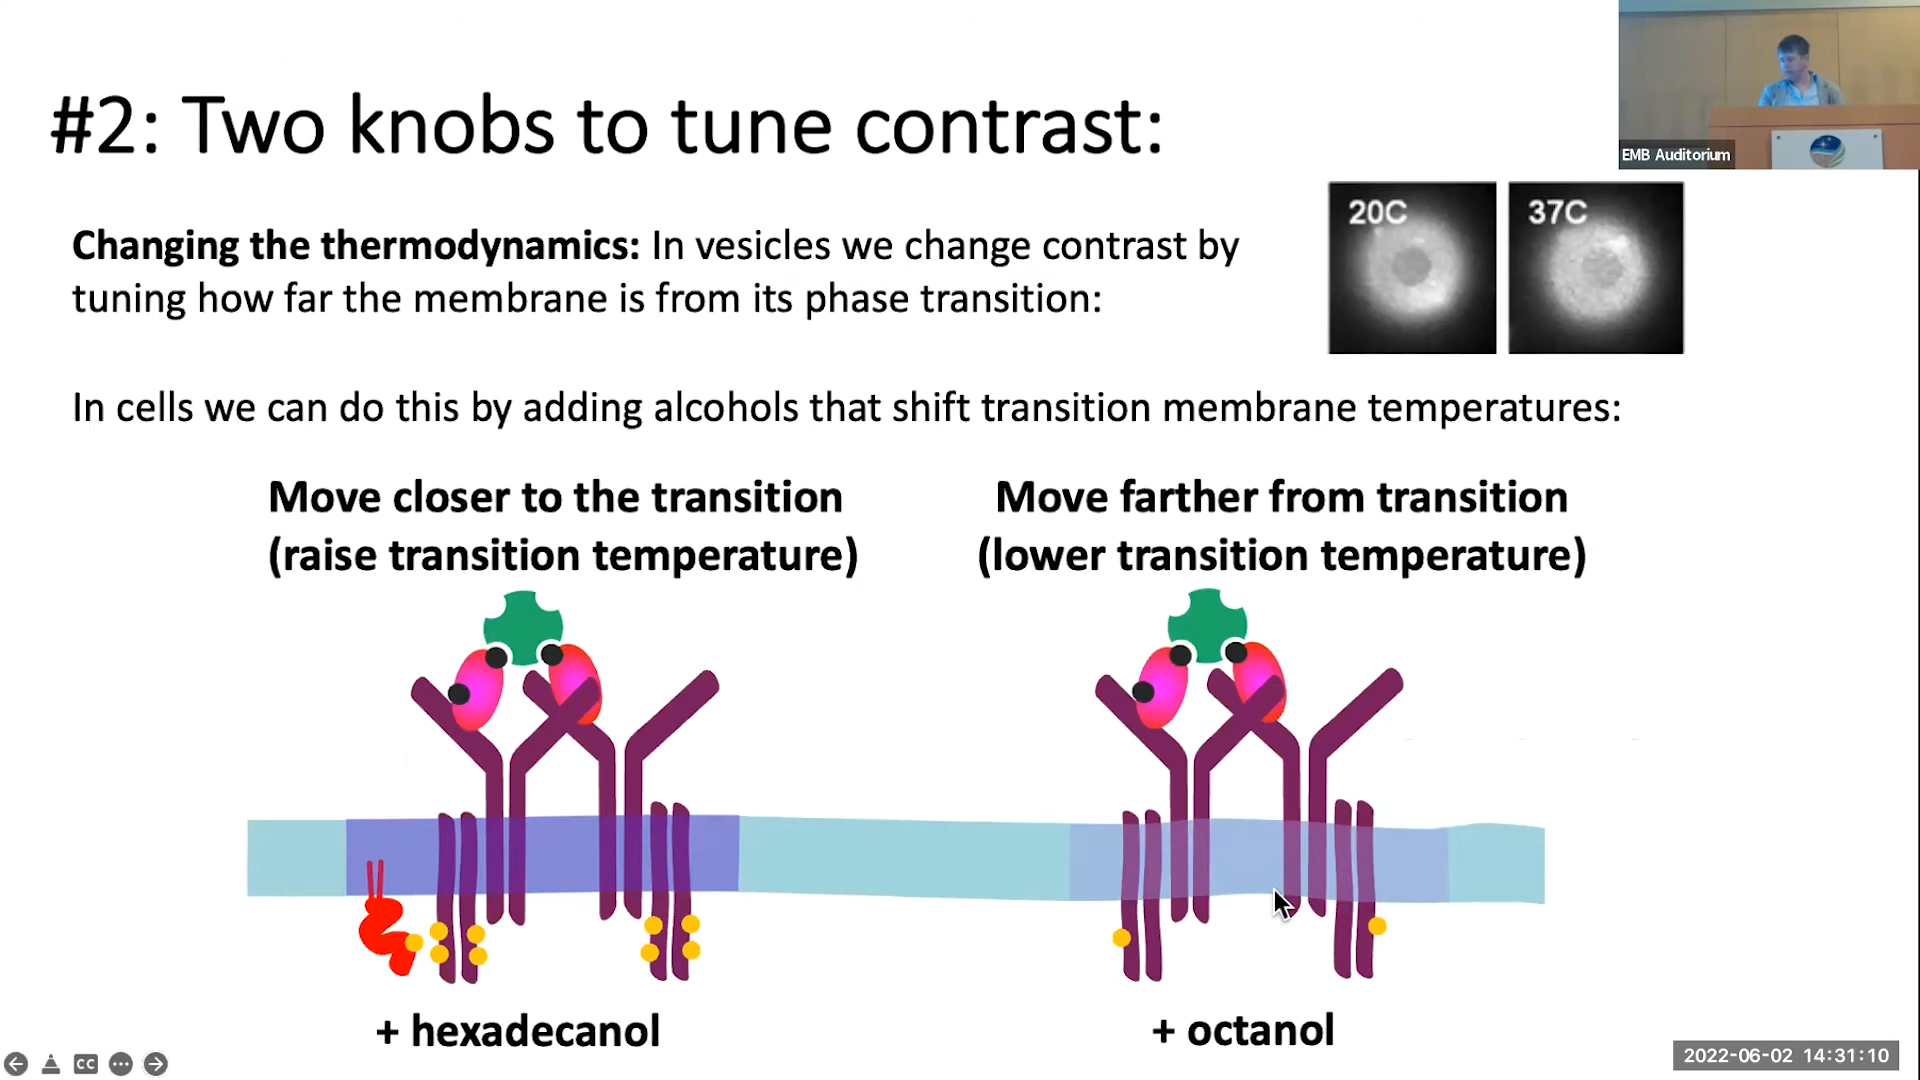 #2: Two knobs to tune contrast:
EMB Auditorium
20C
37C
Changing the thermodynamics: In vesicles we change contrast by
tuning how far the membrane is from its phase transition:
In cells we can do this by adding alcohols that shift transition membrane temperatures:
Move closer to the transition
(raise transition temperature)
Move farther from transition
(lower transition temperature)
+ hexadecanol
+ octanol
CC
2022-06-02 14:31:10